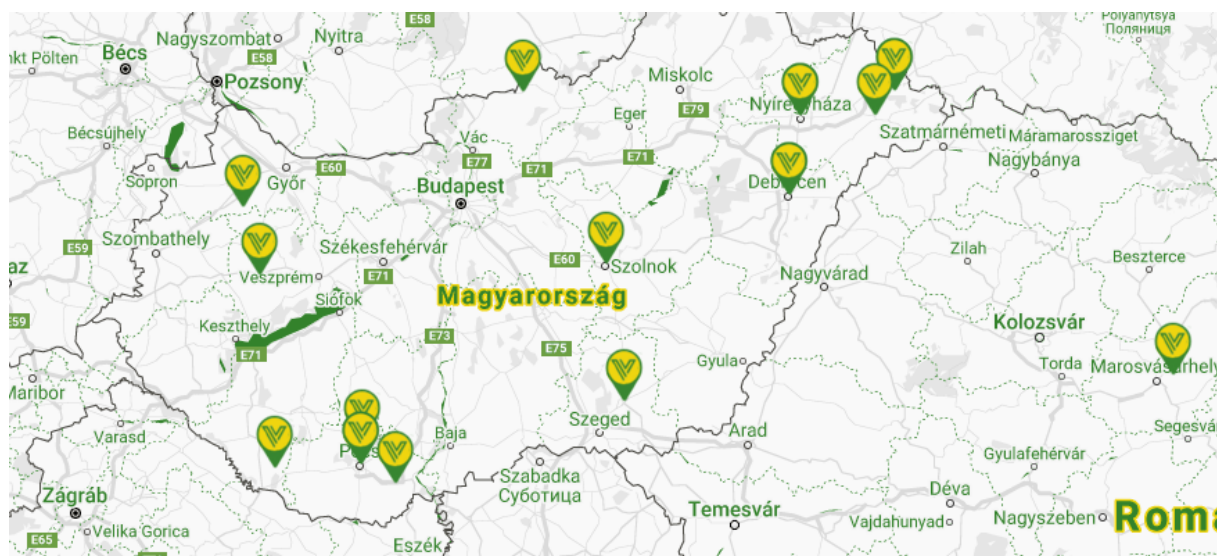 E58
Polyanytsya
Поляниця
Nagyszombat
Nyitra
Bécs
nkt Pölten
E58
Pozsony
Miskolc
Nyíregyháza
E79
Eger
Bécsújhely
Vác
Szatmárnémeti
Máramarossziget
E77
E71
E60
E71
E73
Nagybánya
Sopron
Győr
Budapest
Debrecen
Szombathely
Székesfehérvár
E59
E60
Szolnok
Zilah
Beszterce
az
Veszprém
E71
Nagyvárad
Magyarország
Siófok
E59
Keszthely
E71
E73
E75
Kolozsvár
Gyula
Torda
Marosvásárhely
Maribor
Varasd
Szeged
Baja
Arad
Segesvár
Gyulafehérvár
Szabadka
Суботица
Zágráb
Temesvár
Déva
Vajdahunyad
Nagyszeben
Roma
Velika Gorica
E65
Eszék